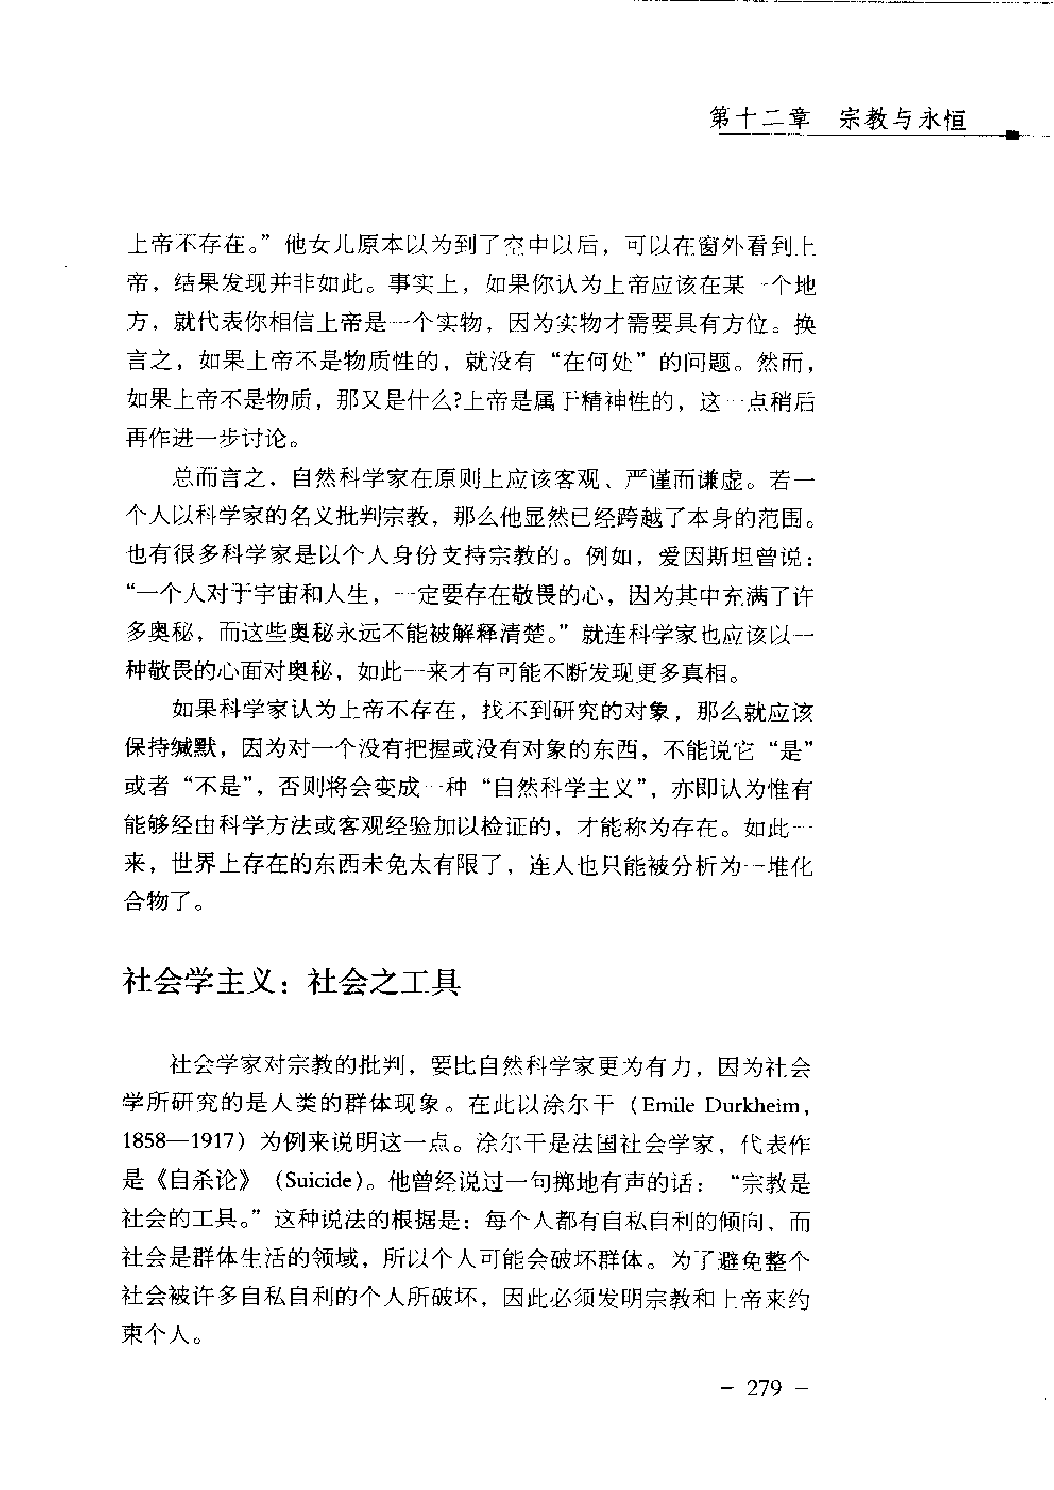 第十二章　宗教与永恒
上帝不存在。”他女儿原本以为到了空中以后，可以在窗外看到上
帝，结果发现并非如此。事实上，如果你认为上帝应该在某一个地
方，就代表你相信上帝是一个实物，因为实物才需要具有方位。换
言之，如果上帝不是物质性的，就没有“在何处”的问题。然而，
如果上帝不是物质，那又是什么?上帝是属于精神性的，这一点稍后
再作进一步讨论。
总而言之，自然科学家在原则上应该客观、严谨而谦虚。若一
个人以科学家的名义批判宗教，那么他显然已经跨越了本身的范围。
也有很多科学家是以个人身份支持宗教的。例如，爱因斯坦曾说：
“一个人对于宇宙和人生，一定要存在敬畏的心，因为其中充满了许
多奥秘，而这些奥秘永远不能被解释清楚。”就连科学家也应该以一
种敬畏的心面对奥秘，如此一来才有可能不断发现更多真相。
如果科学家认为上帝不存在，找不到研究的对象，那么就应该
保持缄默，因为对一个没有把握或没有对象的东西，不能说它“是”
或者“不是”，否则将会变成一种“自然科学主义”，亦即认为惟有
能够经由科学方法或客观经验加以检证的，才能称为存在。如此一
来，世界上存在的东西未免太有限了，连人也只能被分析为一堆化
合物了。
社会学主义：社会之工具
社会学家对宗教的批判，要比自然科学家更为有力，因为社会
学所研究的是人类的群体现象。在此以涂尔干（Emile Durkheim，
1858—1917）为例来说明这一点。涂尔干是法国社会学家，代表作
是《自杀论》（Suicide）。他曾经说过一句掷地有声的话：“宗教是
社会的工具。”这种说法的根据是：每个人都有自私自利的倾向，而
社会是群体生活的领域，所以个人可能会破坏群体。为了避免整个
社会被许多自私自利的个人所破坏，因此必须发明宗教和上帝来约
束个人。
－ 279 －